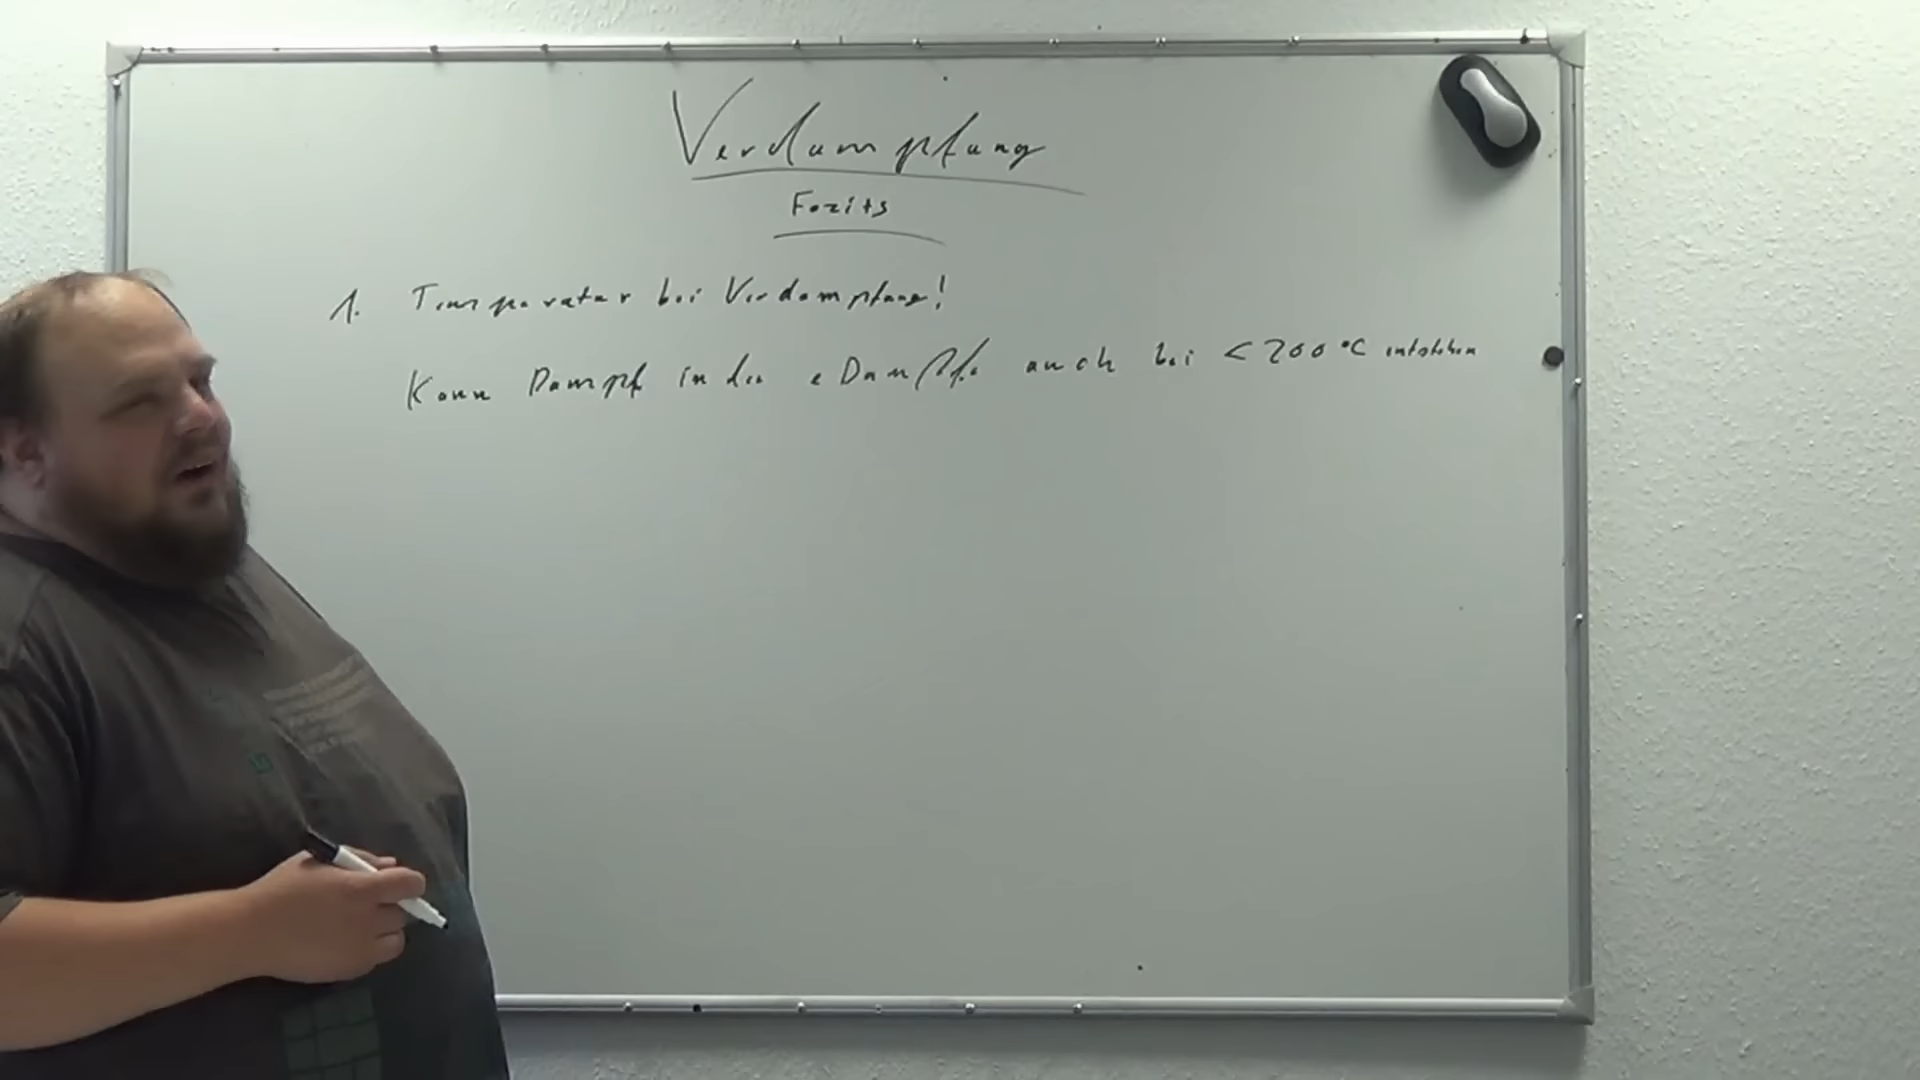 Verdampfung
Fazits
1. Temperatur bei Verdampfung!
Kann Dampf in der eDampfe auch bei < 200 °C entstehen